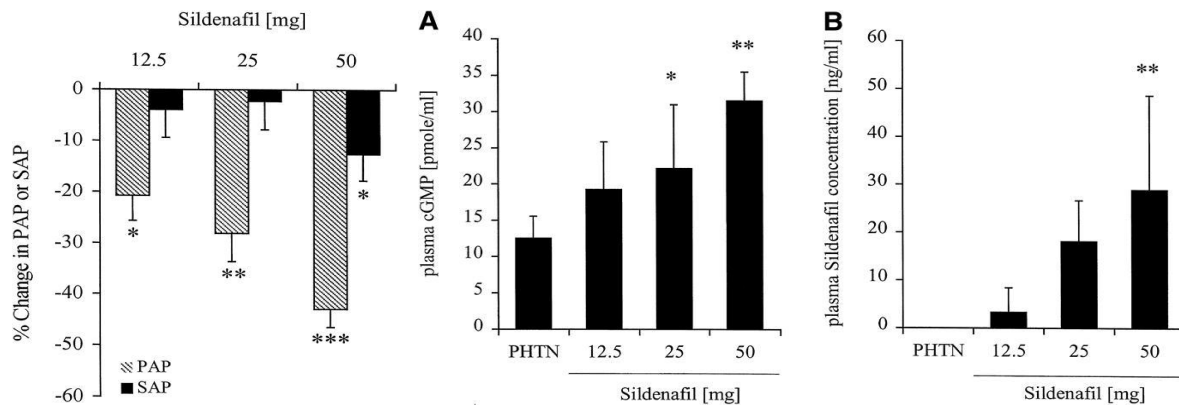 Sildenafil [mg]
12.5 25 50
0
-10
-20
-30
-40
-50
-60
% Change in PAP or SAP
*
**
***
*
PAP
SAP
A
40
35
30
25
20
15
10
5
0
plasma cGMP [pmole/ml]
*
**
PHTN 12.5 25 50
Sildenafil [mg]
B
60
50
40
30
20
10
0
plasma Sildenafil concentration [ng/ml]
**
PHTN 12.5 25 50
Sildenafil [mg]